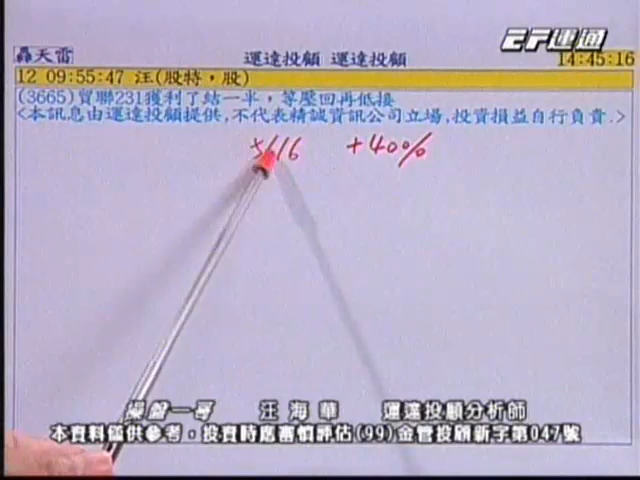 EF運通
轟天雷 運達投顧 運達投顧 14:45:16
12 09:55:47 汪(股特，股)
(3665)貿聯231獲利了結一半，等壓回再低接
<本訊息由運達投顧提供,不代表精誠資訊公司立場,投資損益自行負責.>
5616 +40%
操盤一哥 汪海華 運達投顧分析師
本資料僅供參考，投資時應審慎評估(99)金管投顧新字第047號